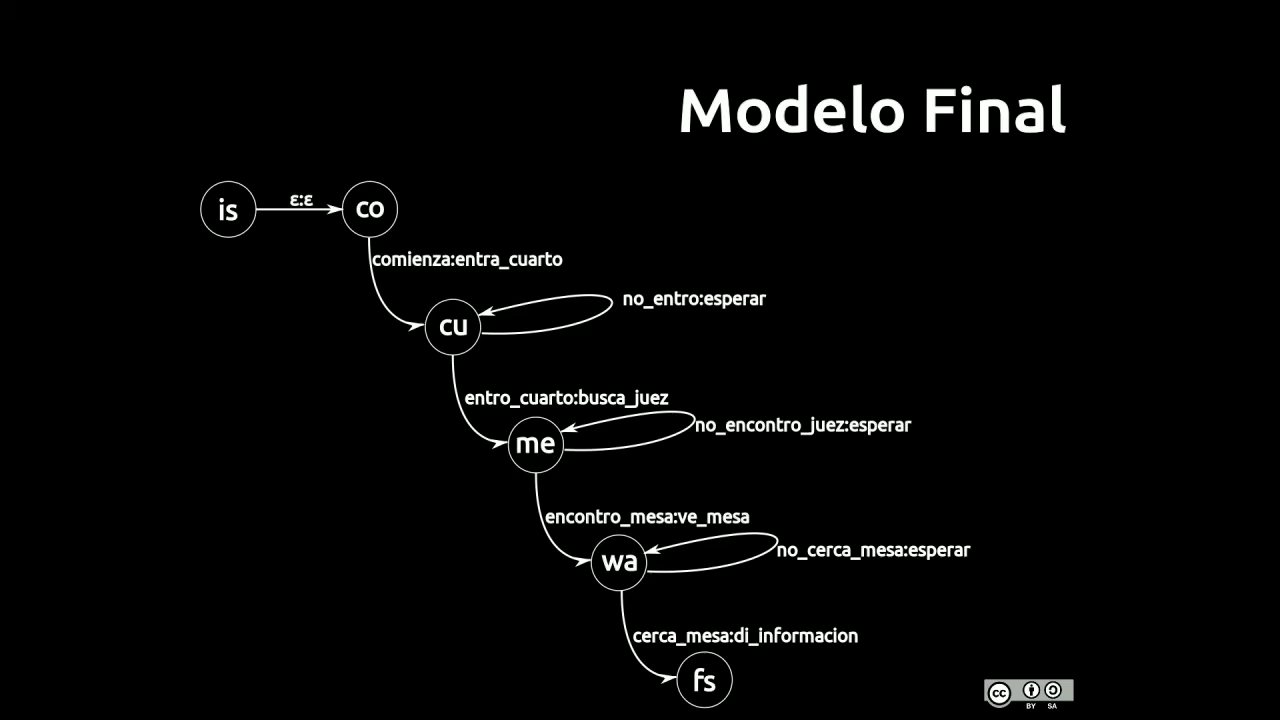 Modelo Final
is
ε:ε
co
comienza:entra_cuarto
no_entro:esperar
cu
entro_cuarto:busca_juez
no_encontro_juez:esperar
me
encontro_mesa:ve_mesa
no_cerca_mesa:esperar
wa
cerca_mesa:di_informacion
fs
cc
BY SA